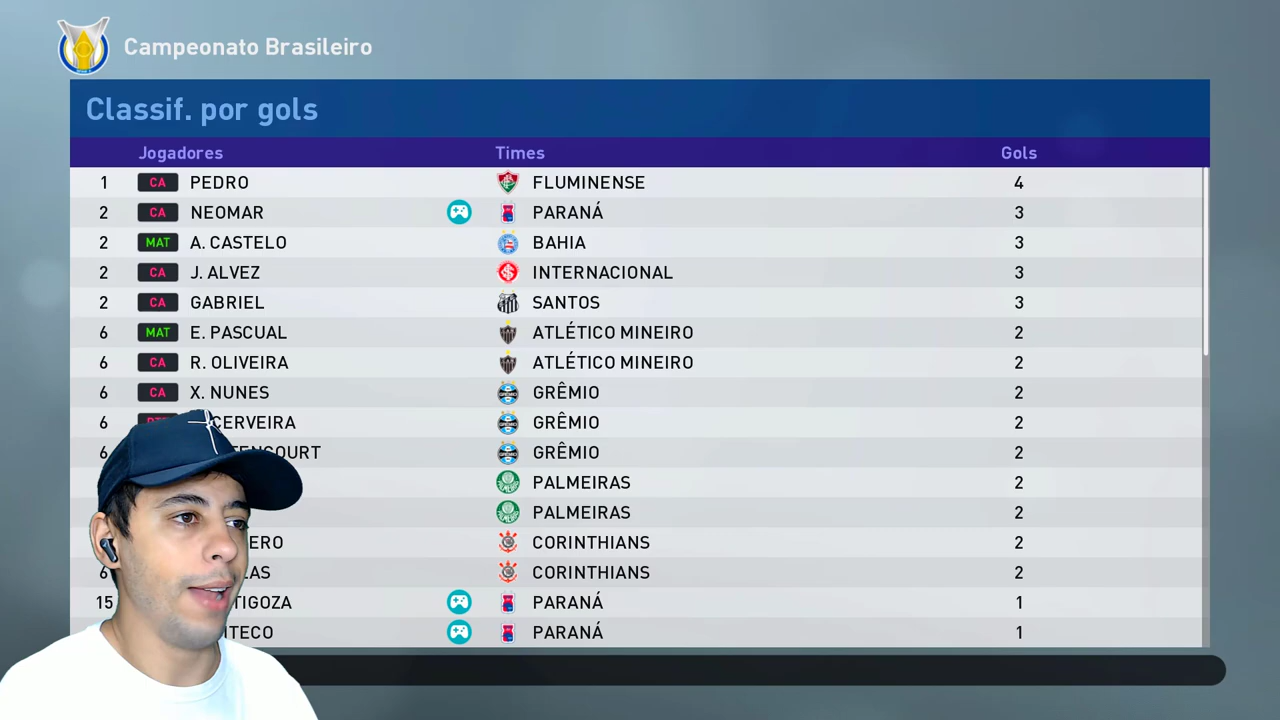 Campeonato Brasileiro
Classif. por gols
Jogadores Times Gols
1 CA PEDRO FLUMINENSE 4
2 CA NEOMAR PARANÁ 3
2 MAT A. CASTELO BAHIA 3
2 CA J. ALVEZ INTERNACIONAL 3
2 CA GABRIEL SANTOS 3
6 MAT E. PASCUAL ATLÉTICO MINEIRO 2
6 CA R. OLIVEIRA ATLÉTICO MINEIRO 2
6 CA X. NUNES GRÊMIO 2
6 CERVEIRA GRÊMIO 2
6 GRÊMIO 2
PALMEIRAS 2
PALMEIRAS 2
CORINTHIANS 2
6 CORINTHIANS 2
15 PARANÁ 1
PARANÁ 1